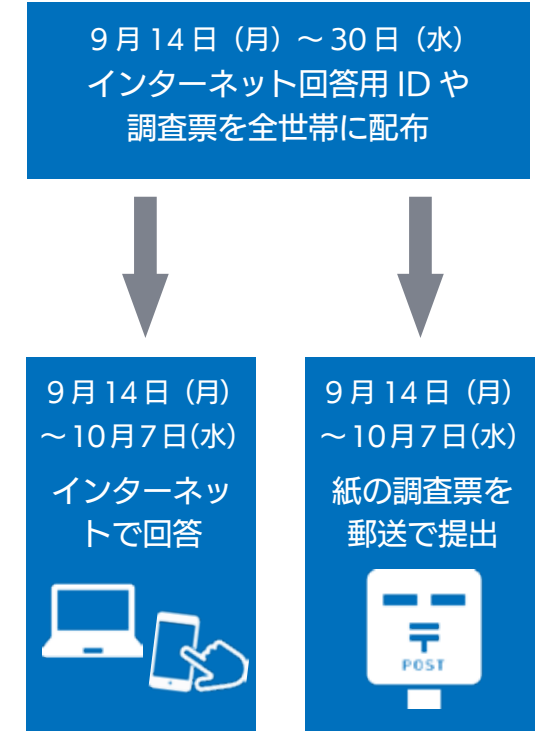 9月14日（月）～30日（水）
インターネット回答用 ID や
調査票を全世帯に配布
9月14日（月）
～10月7日(水)
インターネッ
トで回答
9月14日（月）
～10月7日(水)
紙の調査票を
郵送で提出
〒
POST